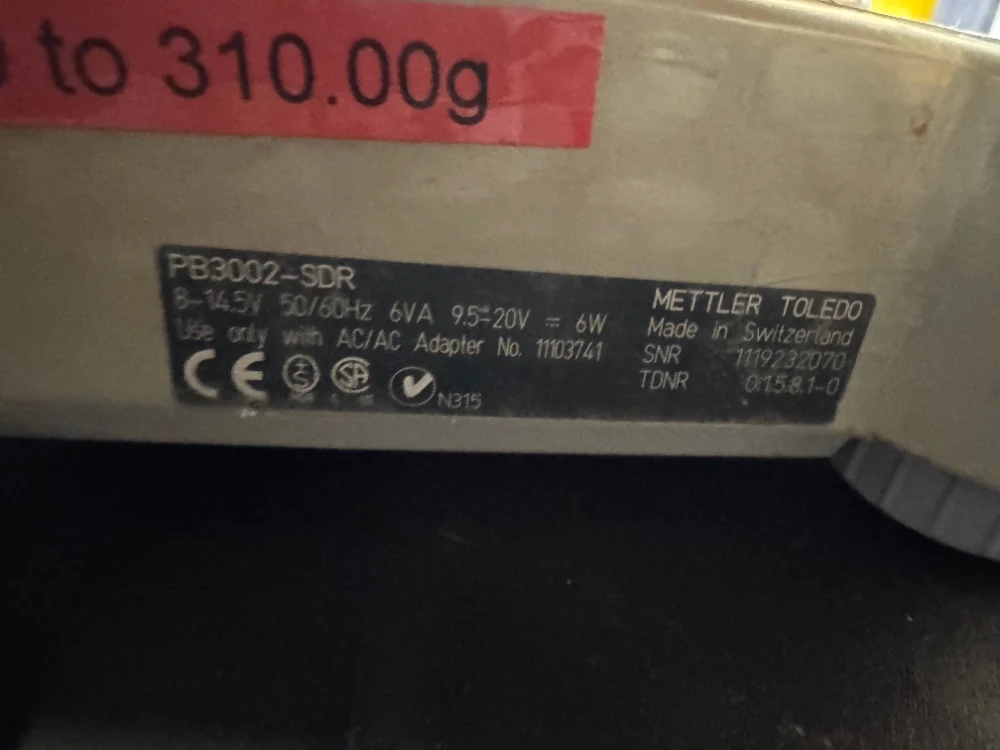 to 310.00g
PB3002-SDR
8-14.5V 50/60Hz 6VA 9.5-20V = 6W
Use only with AC/AC Adapter No. 11103741
CE
N315
METTLER TOLEDO
Made in Switzerland
SNR 1119232070
TDNR 0.15.8.1-0